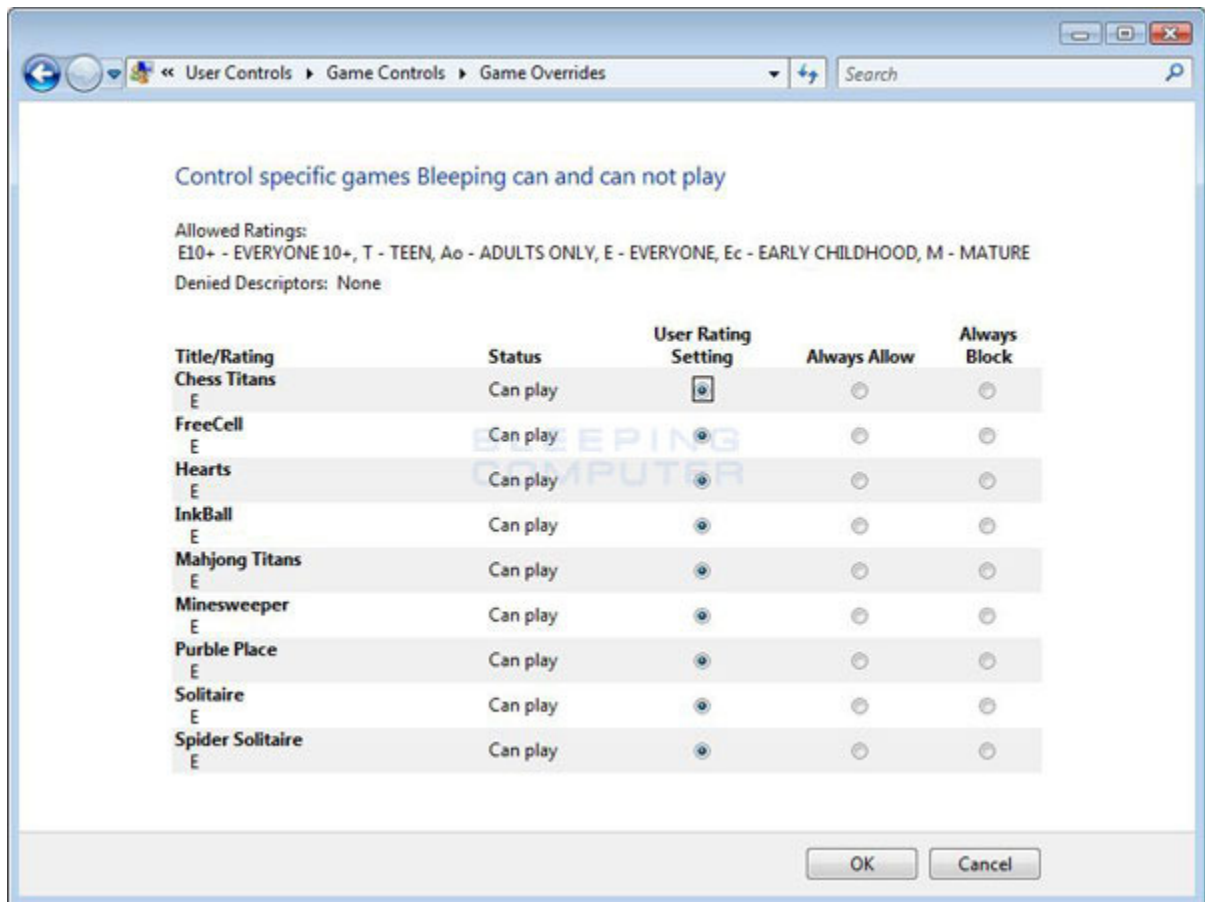 « User Controls ▸ Game Controls ▸ Game Overrides Search
Control specific games Bleeping can and can not play
Allowed Ratings:
E10+ - EVERYONE 10+, T - TEEN, Ao - ADULTS ONLY, E - EVERYONE, Ec - EARLY CHILDHOOD, M - MATURE
Denied Descriptors: None
Title/Rating Status User Rating Setting Always Allow Always Block
Chess Titans
E Can play
FreeCell
E Can play
Hearts
E Can play
InkBall
E Can play
Mahjong Titans
E Can play
Minesweeper
E Can play
Purble Place
E Can play
Solitaire
E Can play
Spider Solitaire
E Can play
BLEEPING
COMPUTER
OK Cancel